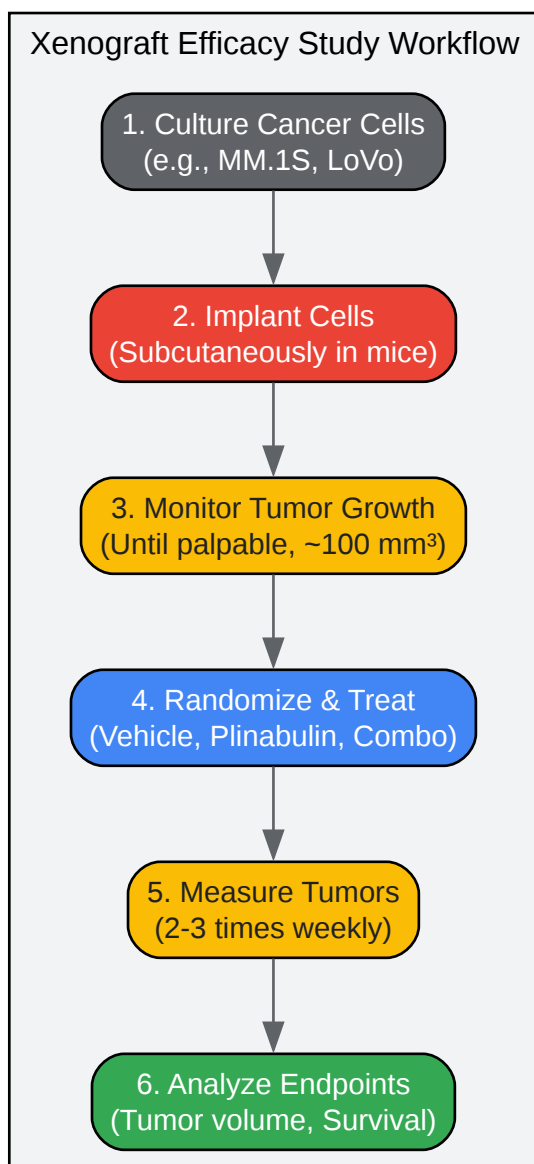 Xenograft Efficacy Study Workflow
1. Culture Cancer Cells
(e.g., MM.1S, LoVo)
2. Implant Cells
(Subcutaneously in mice)
3. Monitor Tumor Growth
(Until palpable, ~100 mm³)
4. Randomize & Treat
(Vehicle, Plinabulin, Combo)
5. Measure Tumors
(2-3 times weekly)
6. Analyze Endpoints
(Tumor volume, Survival)